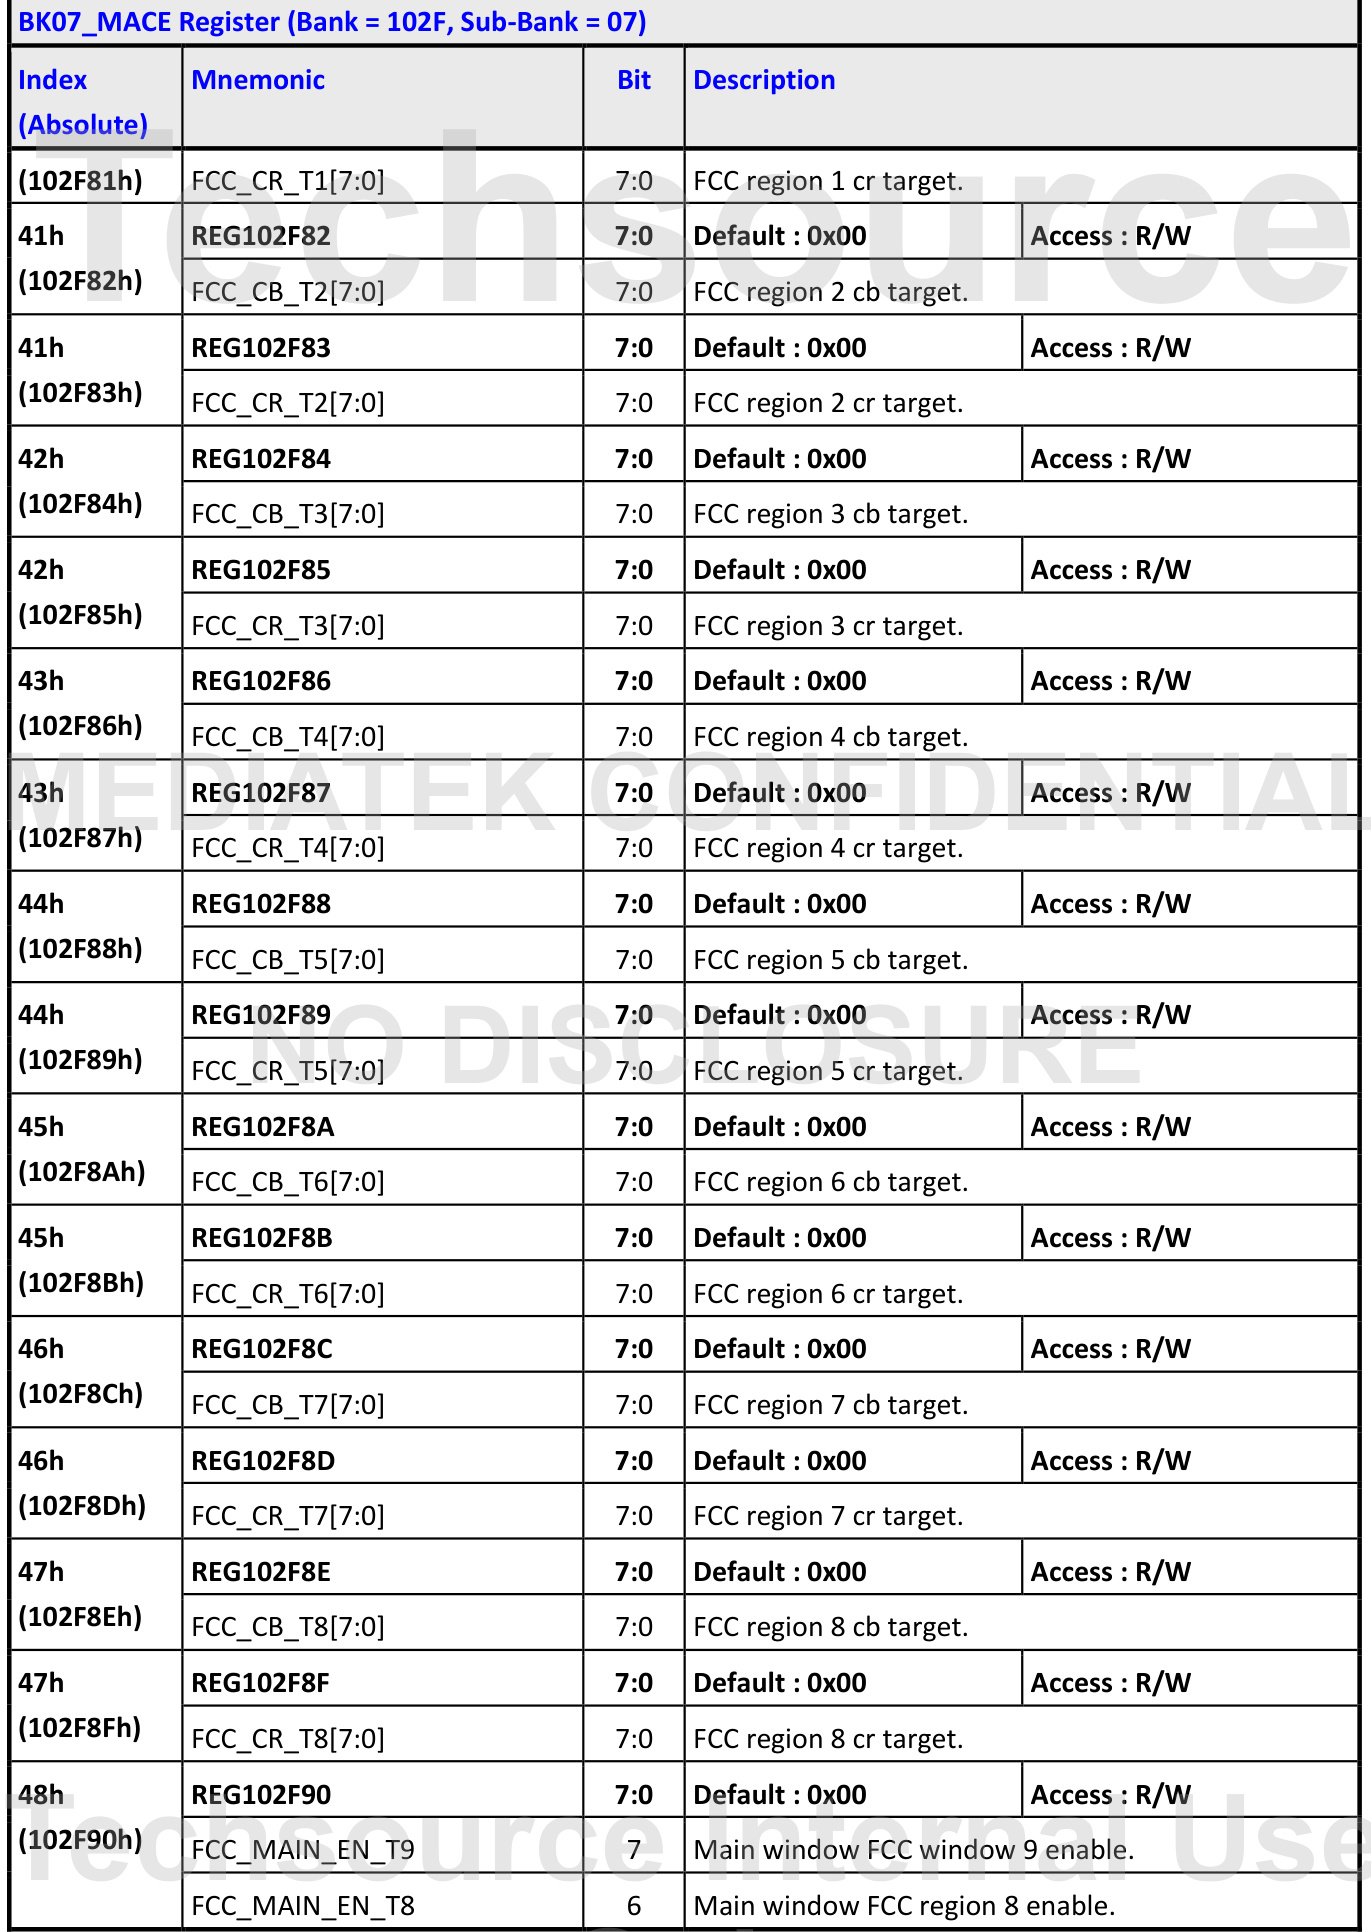 BK07_MACE Register (Bank = 102F, Sub-Bank = 07)
Index (Absolute) Mnemonic Bit Description
(102F81h) FCC_CR_T1[7:0] 7:0 FCC region 1 cr target.
41h REG102F82 7:0 Default : 0x00 Access : R/W
(102F82h) FCC_CB_T2[7:0] 7:0 FCC region 2 cb target.
41h REG102F83 7:0 Default : 0x00 Access : R/W
(102F83h) FCC_CR_T2[7:0] 7:0 FCC region 2 cr target.
42h REG102F84 7:0 Default : 0x00 Access : R/W
(102F84h) FCC_CB_T3[7:0] 7:0 FCC region 3 cb target.
42h REG102F85 7:0 Default : 0x00 Access : R/W
(102F85h) FCC_CR_T3[7:0] 7:0 FCC region 3 cr target.
43h REG102F86 7:0 Default : 0x00 Access : R/W
(102F86h) FCC_CB_T4[7:0] 7:0 FCC region 4 cb target.
43h REG102F87 7:0 Default : 0x00 Access : R/W
(102F87h) FCC_CR_T4[7:0] 7:0 FCC region 4 cr target.
44h REG102F88 7:0 Default : 0x00 Access : R/W
(102F88h) FCC_CB_T5[7:0] 7:0 FCC region 5 cb target.
44h REG102F89 7:0 Default : 0x00 Access : R/W
(102F89h) FCC_CR_T5[7:0] 7:0 FCC region 5 cr target.
45h REG102F8A 7:0 Default : 0x00 Access : R/W
(102F8Ah) FCC_CB_T6[7:0] 7:0 FCC region 6 cb target.
45h REG102F8B 7:0 Default : 0x00 Access : R/W
(102F8Bh) FCC_CR_T6[7:0] 7:0 FCC region 6 cr target.
46h REG102F8C 7:0 Default : 0x00 Access : R/W
(102F8Ch) FCC_CB_T7[7:0] 7:0 FCC region 7 cb target.
46h REG102F8D 7:0 Default : 0x00 Access : R/W
(102F8Dh) FCC_CR_T7[7:0] 7:0 FCC region 7 cr target.
47h REG102F8E 7:0 Default : 0x00 Access : R/W
(102F8Eh) FCC_CB_T8[7:0] 7:0 FCC region 8 cb target.
47h REG102F8F 7:0 Default : 0x00 Access : R/W
(102F8Fh) FCC_CR_T8[7:0] 7:0 FCC region 8 cr target.
48h REG102F90 7:0 Default : 0x00 Access : R/W
(102F90h) FCC_MAIN_EN_T9 7 Main window FCC window 9 enable.
FCC_MAIN_EN_T8 6 Main window FCC region 8 enable.
Techsource
MEDIATEK CONFIDENTIAL
NO DISCLOSURE
Techsource Internal Use